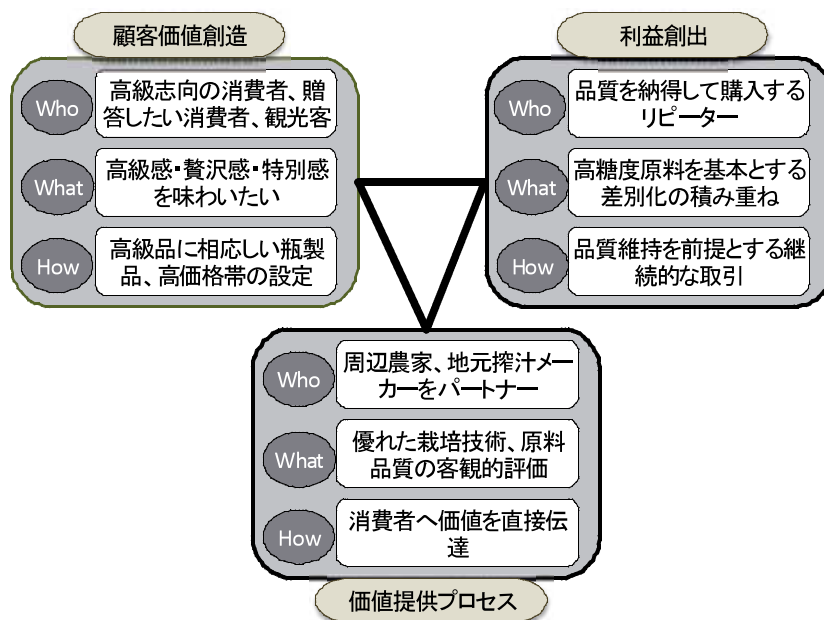 顧客価値創造
Who
高級志向の消費者、贈
答したい消費者、観光客
What
高級感・贅沢感・特別感
を味わいたい
How
高級品に相応しい瓶製
品、高価格帯の設定
利益創出
Who
品質を納得して購入する
リピーター
What
高糖度原料を基本とする
差別化の積み重ね
How
品質維持を前提とする継
続的な取引
Who
周辺農家、地元搾汁メー
カーをパートナー
What
優れた栽培技術、原料
品質の客観的評価
How
消費者へ価値を直接伝
達
価値提供プロセス